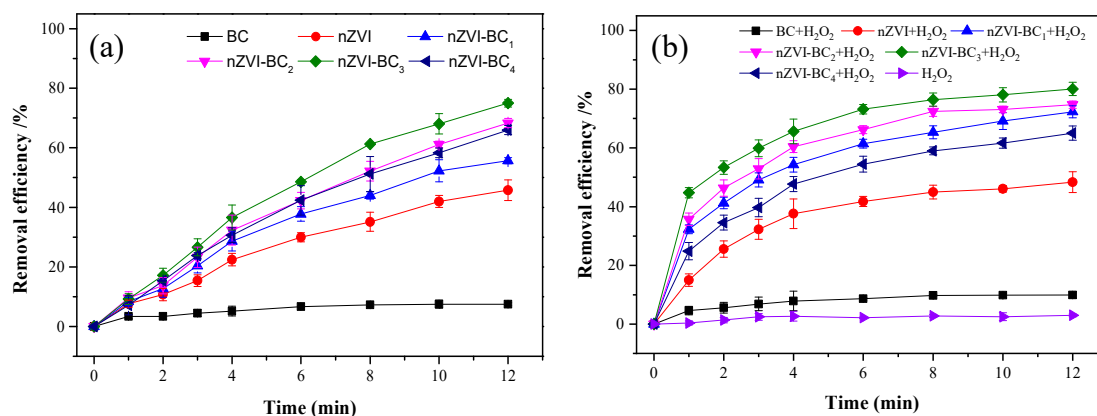 (a)
BC nZVI nZVI-BC₁
nZVI-BC₂ nZVI-BC₃ nZVI-BC₄
Removal efficiency /%
100
80
60
40
20
0
0 2 4 6 8 10 12
Time (min)
(b)
BC+H₂O₂ nZVI+H₂O₂ nZVI-BC₁+H₂O₂
nZVI-BC₂+H₂O₂ nZVI-BC₃+H₂O₂
nZVI-BC₄+H₂O₂ H₂O₂
Removal efficiency /%
100
80
60
40
20
0
0 2 4 6 8 10 12
Time (min)